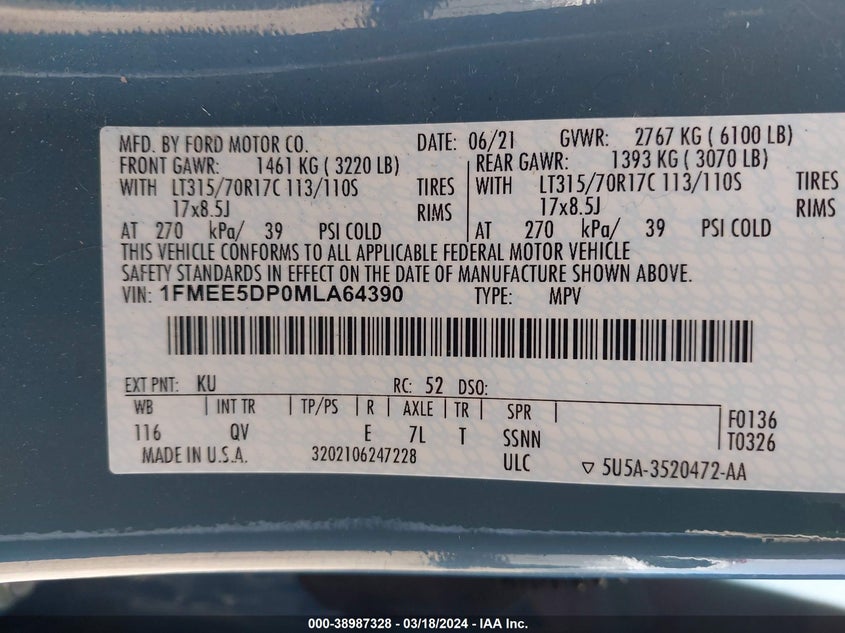 MFD. BY FORD MOTOR CO. DATE: 06/21 GVWR: 2767 KG ( 6100 LB)
FRONT GAWR: 1461 KG ( 3220 LB) REAR GAWR: 1393 KG ( 3070 LB)
WITH LT315/70R17C 113/110S TIRES WITH LT315/70R17C 113/110S TIRES
17x8.5J RIMS 17x8.5J RIMS
AT 270 kPa/ 39 PSI COLD AT 270 kPa/ 39 PSI COLD
THIS VEHICLE CONFORMS TO ALL APPLICABLE FEDERAL MOTOR VEHICLE
SAFETY STANDARDS IN EFFECT ON THE DATE OF MANUFACTURE SHOWN ABOVE.
VIN: 1FMEE5DP0MLA64390 TYPE: MPV
EXT PNT: KU RC: 52 DSO:
WB INT TR TP/PS R AXLE TR SPR
116 QV E 7L T SSNN
F0136
T0326
MADE IN U.S.A. 3202106247228 ULC ▽ 5U5A-3520472-AA
000-38987328 - 03/18/2024 - IAA Inc.